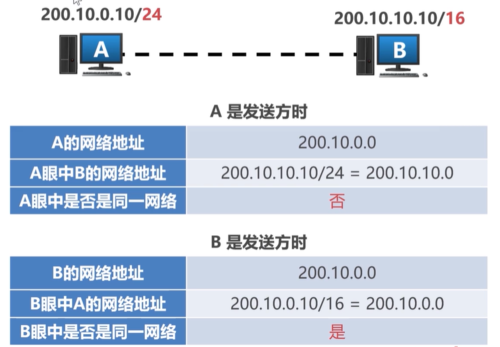 200.10.0.10/24
200.10.10.10/16
A
B
A 是发送方时
A的网络地址 200.10.0.0
A眼中B的网络地址 200.10.10.10/24 = 200.10.10.0
A眼中是否是同一网络 否
B 是发送方时
B的网络地址 200.10.0.0
B眼中A的网络地址 200.10.0.10/16 = 200.10.0.0
B眼中是否是同一网络 是